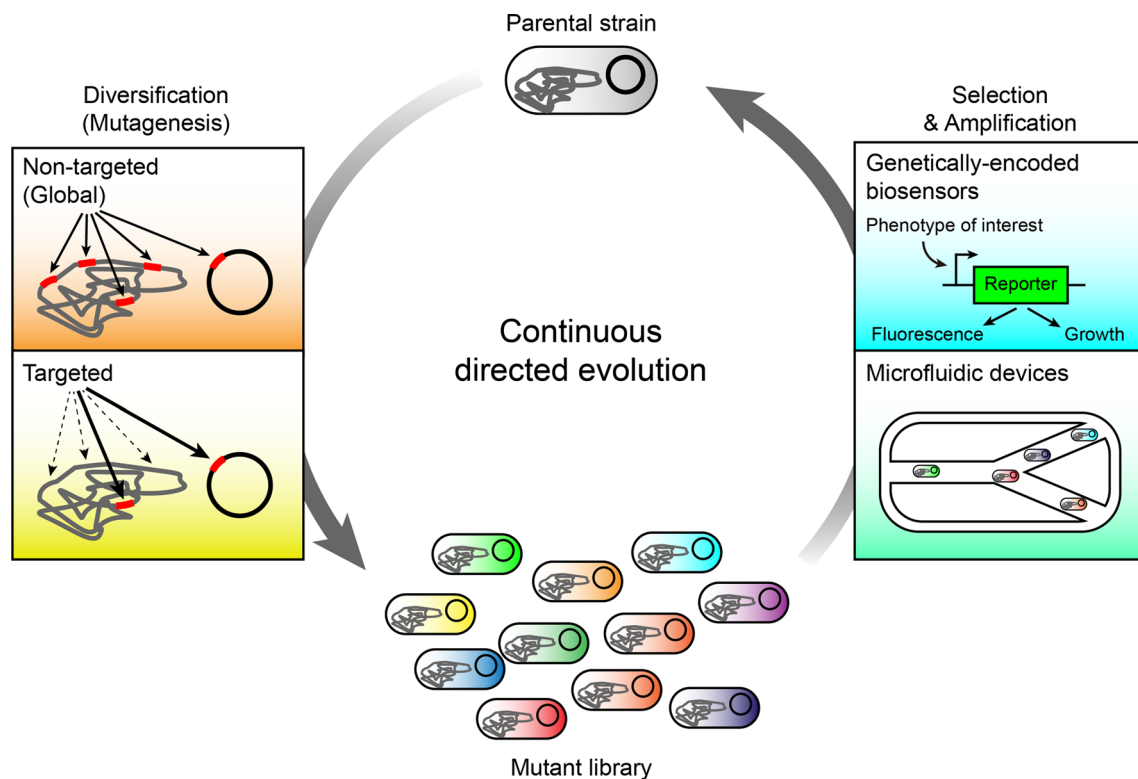 Parental strain
Diversification
(Mutagenesis)
Non-targeted
(Global)
Targeted
Continuous
directed evolution
Selection
& Amplification
Genetically-encoded
biosensors
Phenotype of interest
Reporter
Fluorescence
Growth
Microfluidic devices
Mutant library